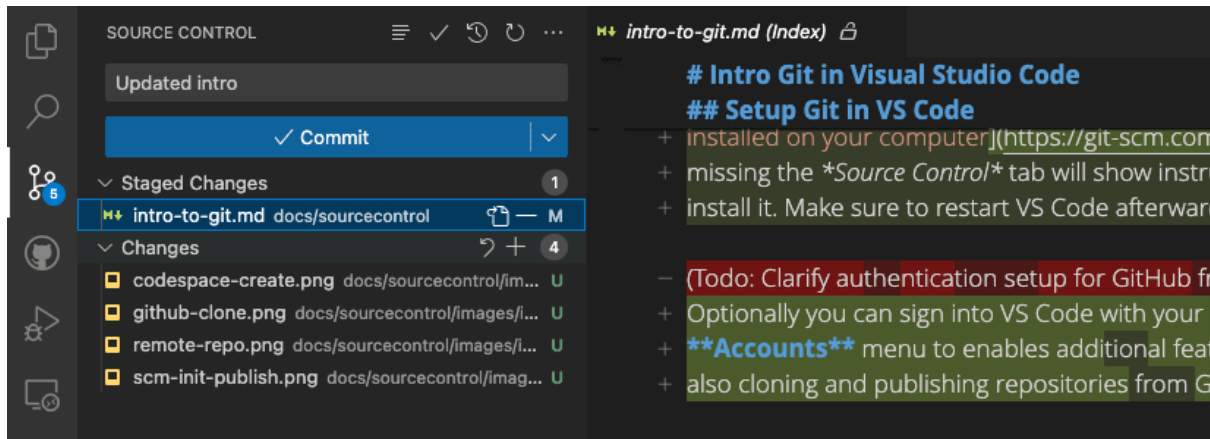 SOURCE CONTROL
Updated intro
Commit
Staged Changes 1
intro-to-git.md docs/sourcecontrol M
Changes 4
codespace-create.png docs/sourcecontrol/im... U
github-clone.png docs/sourcecontrol/images/i... U
remote-repo.png docs/sourcecontrol/images/i... U
scm-init-publish.png docs/sourcecontrol/imag... U
5
intro-to-git.md (Index)
# Intro Git in Visual Studio Code
## Setup Git in VS Code
+ installed on your computer](https://git-scm.com
+ missing the *Source Control* tab will show instr
+ install it. Make sure to restart VS Code afterwar
− (Todo: Clarify authentication setup for GitHub fr
+ Optionally you can sign into VS Code with your
+ **Accounts** menu to enables additional feat
+ also cloning and publishing repositories from G